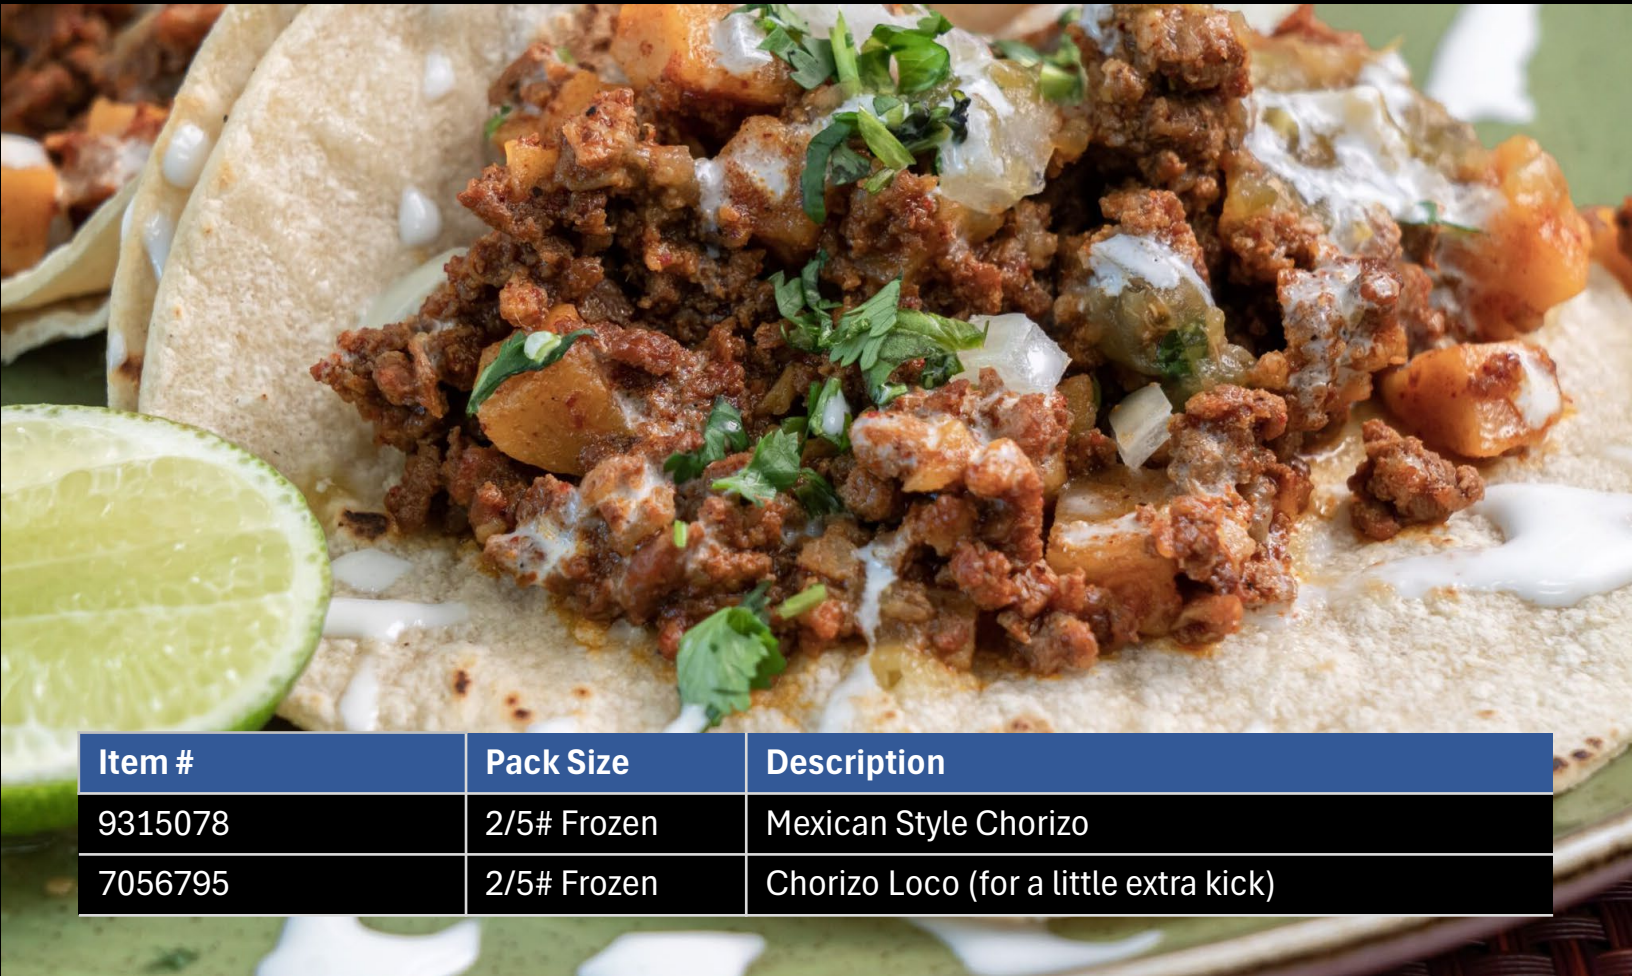 Item # Pack Size Description
9315078 2/5# Frozen Mexican Style Chorizo
7056795 2/5# Frozen Chorizo Loco (for a little extra kick)